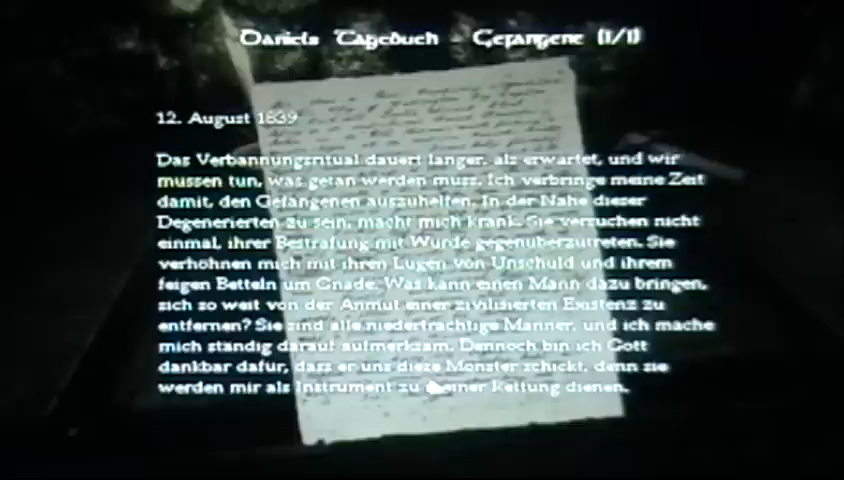 Daniels Tagebuch - Gefangene (1/1)
12. August 1839
Das Verbannungsritual dauert länger, als erwartet, und wir
müssen tun, was getan werden muss. Ich verbringe meine Zeit
damit, den Gefangenen auszuhelfen. In der Nähe dieser
Degenerierten zu sein, macht mich krank. Sie versuchen nicht
einmal, ihrer Bestrafung mit Würde gegenüberzutreten. Sie
verhöhnen mich mit ihren Lügen von Unschuld und ihrem
feigen Betteln um Gnade. Was kann einen Mann dazu bringen,
sich so weit von der Anmut einer zivilisierten Existenz zu
entfernen? Sie sind alle niederträchtige Männer, und ich mache
mich ständig darauf aufmerksam. Dennoch bin ich Gott
dankbar dafür, dass er uns diese Monster schickt, denn sie
werden mir als Instrument zu meiner Rettung dienen.